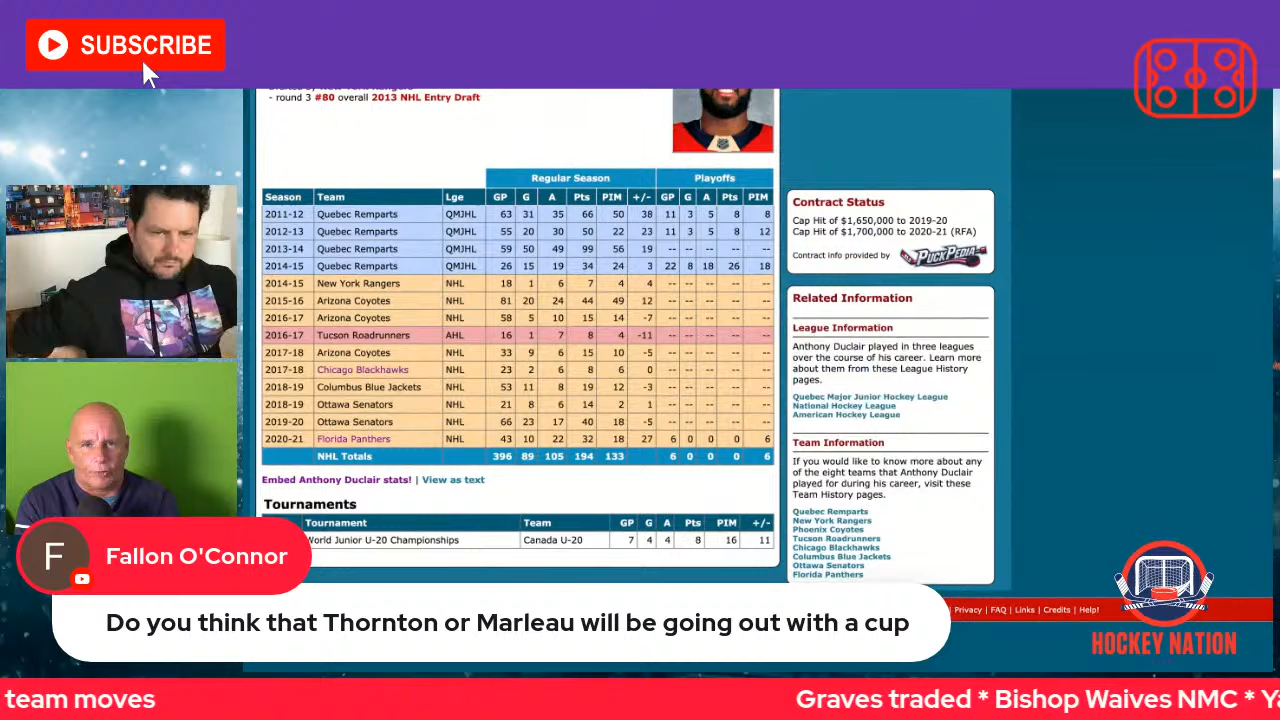 SUBSCRIBE
- round 3 #80 overall 2013 NHL Entry Draft
Regular Season Playoffs
Season Team Lge GP G A Pts PIM +/- GP G A Pts PIM
2011-12 Quebec Remparts QMJHL 63 31 35 66 50 38 11 3 5 8 8
2012-13 Quebec Remparts QMJHL 55 20 30 50 22 23 11 3 5 8 12
2013-14 Quebec Remparts QMJHL 59 50 49 99 56 19 -- -- -- -- --
2014-15 Quebec Remparts QMJHL 26 15 19 34 24 3 22 8 18 26 18
2014-15 New York Rangers NHL 18 1 6 7 4 4 -- -- -- -- --
2015-16 Arizona Coyotes NHL 81 20 24 44 49 12 -- -- -- -- --
2016-17 Arizona Coyotes NHL 58 5 10 15 14 -7 -- -- -- -- --
2016-17 Tucson Roadrunners AHL 16 1 7 8 4 -11 -- -- -- -- --
2017-18 Arizona Coyotes NHL 33 9 6 15 10 -5 -- -- -- -- --
2017-18 Chicago Blackhawks NHL 23 2 6 8 6 0 -- -- -- -- --
2018-19 Columbus Blue Jackets NHL 53 11 8 19 12 -3 -- -- -- -- --
2018-19 Ottawa Senators NHL 21 8 6 14 2 1 -- -- -- -- --
2019-20 Ottawa Senators NHL 66 23 17 40 18 -5 -- -- -- -- --
2020-21 Florida Panthers NHL 43 10 22 32 18 27 6 0 0 0 6
NHL Totals 396 89 105 194 133 6 0 0 0 6
Embed Anthony Duclair stats! | View as text
Tournaments
Tournament Team GP G A Pts PIM +/-
World Junior U-20 Championships Canada U-20 7 4 4 8 16 11
Contract Status
Cap Hit of $1,650,000 to 2019-20
Cap Hit of $1,700,000 to 2020-21 (RFA)
Contract info provided by PUCKPEDIA
Related Information
League Information
Anthony Duclair played in three leagues
over the course of his career. Learn more
about them from these League History
pages.
Quebec Major Junior Hockey League
National Hockey League
American Hockey League
Team Information
If you would like to know more about any
of the eight teams that Anthony Duclair
played for during his career, visit these
Team History pages.
Quebec Remparts
New York Rangers
Phoenix Coyotes
Tucson Roadrunners
Chicago Blackhawks
Columbus Blue Jackets
Ottawa Senators
Florida Panthers
| Privacy | FAQ | Links | Credits | Help!
F
Fallon O'Connor
Do you think that Thornton or Marleau will be going out with a cup
HOCKEY NATION
team moves Graves traded * Bishop Waives NMC *